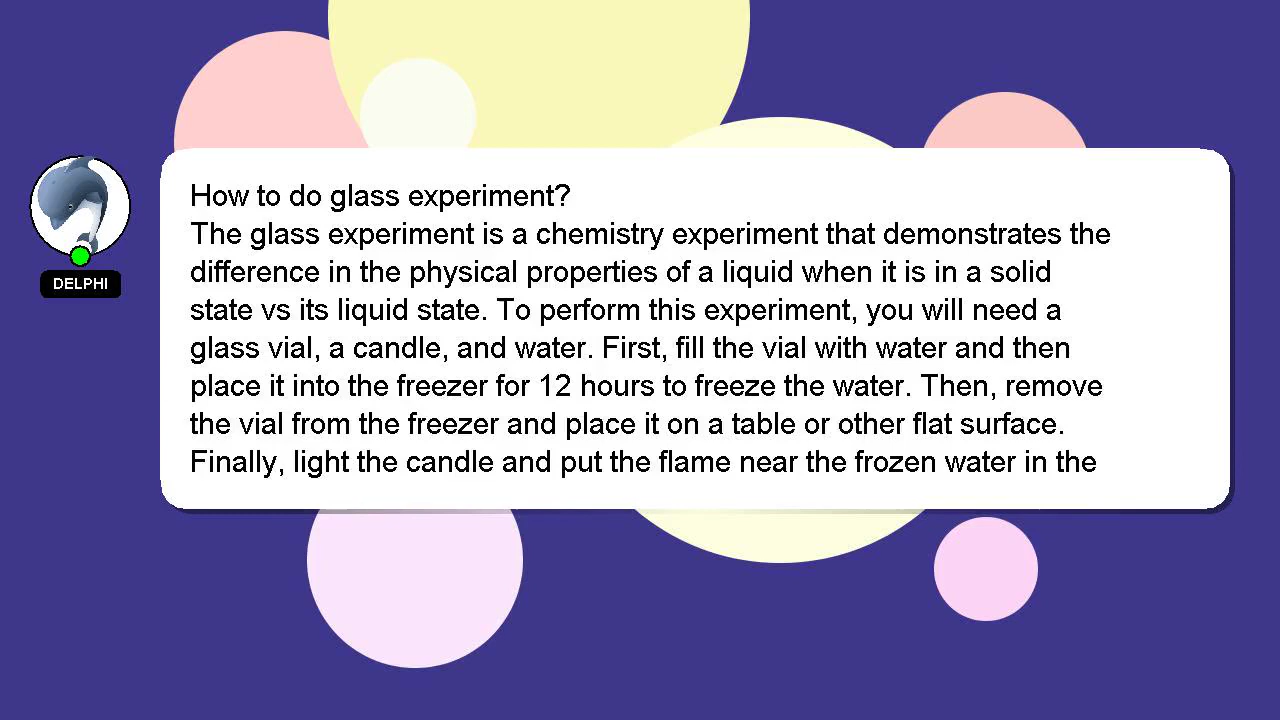 How to do glass experiment?
The glass experiment is a chemistry experiment that demonstrates the
difference in the physical properties of a liquid when it is in a solid
state vs its liquid state. To perform this experiment, you will need a
glass vial, a candle, and water. First, fill the vial with water and then
place it into the freezer for 12 hours to freeze the water. Then, remove
the vial from the freezer and place it on a table or other flat surface.
Finally, light the candle and put the flame near the frozen water in the
DELPHI